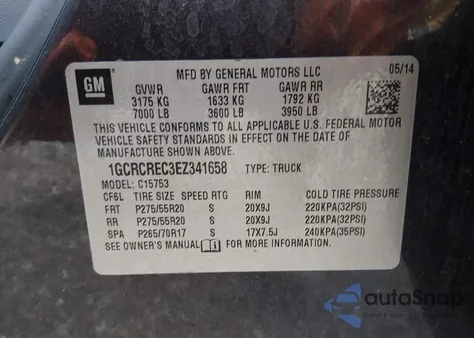 GM
MFD BY GENERAL MOTORS LLC
05/14
GVWR GAWR FRT GAWR RR
3175 KG 1633 KG 1792 KG
7000 LB 3600 LB 3950 LB
THIS VEHICLE CONFORMS TO ALL APPLICABLE U.S. FEDERAL MOTOR
VEHICLE SAFETY STANDARDS IN EFFECT ON THE DATE OF
MANUFACTURE SHOWN ABOVE.
1GCRCREC3EZ341658 TYPE: TRUCK
MODEL: C15753
CF6L TIRE SIZE SPEED RTG RIM COLD TIRE PRESSURE
FRT P275/55R20 S 20X9J 220KPA(32PSI)
RR P275/55R20 S 20X9J 220KPA(32PSI)
SPA P265/70R17 S 17X7.5J 240KPA(35PSI)
SEE OWNER'S MANUAL FOR MORE INFORMATION.
autoSnap